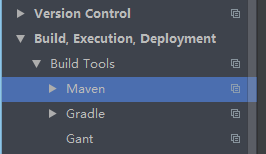 Version Control
Build, Execution, Deployment
Build Tools
Maven
Gradle
Gant